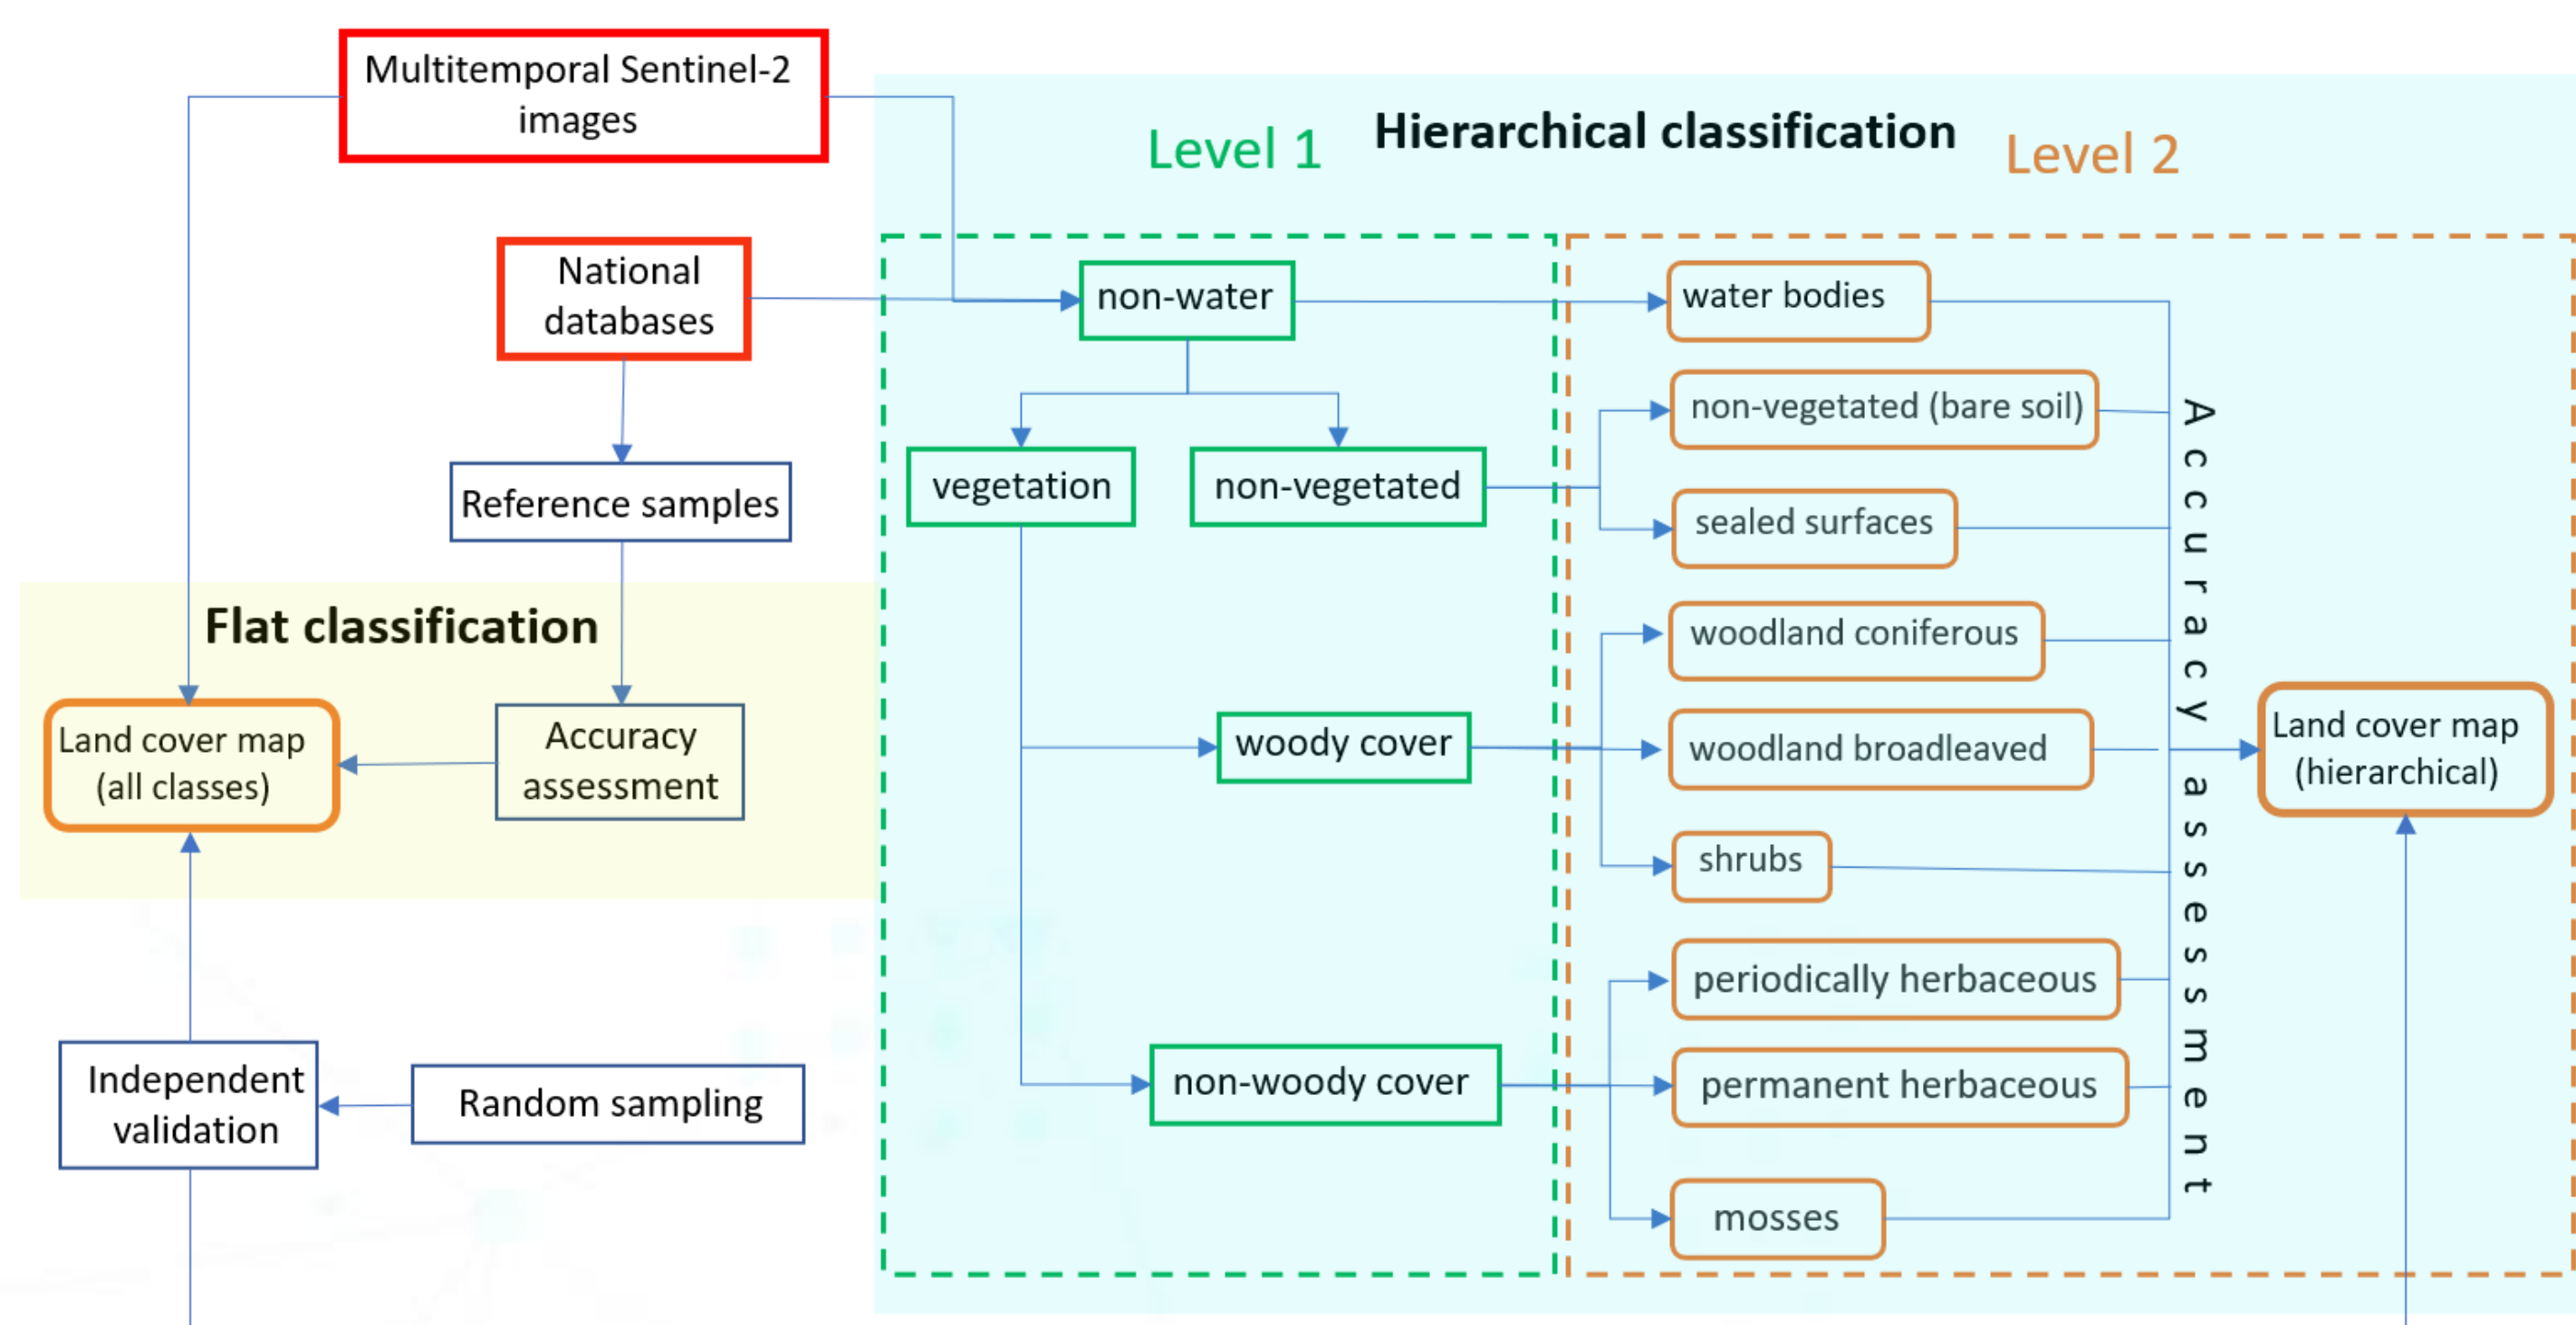 Multitemporal Sentinel-2
images
Hierarchical classification
Level 1
Level 2
National
databases
non-water
water bodies
non-vegetated (bare soil)
Reference samples
vegetation
non-vegetated
sealed surfaces
Flat classification
woodland coniferous
Land cover map
(all classes)
Accuracy
assessment
woody cover
woodland broadleaved
Accuracy assessment
Land cover map
(hierarchical)
shrubs
periodically herbaceous
Independent
validation
Random sampling
non-woody cover
permanent herbaceous
mosses